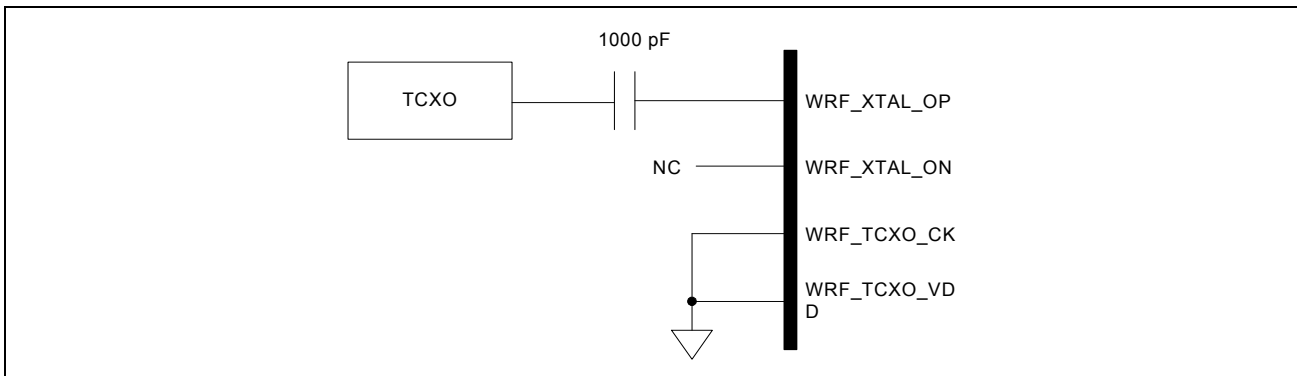 1000 pF
TCXO
WRF_XTAL_OP
NC
WRF_XTAL_ON
WRF_TCXO_CK
WRF_TCXO_VD
D